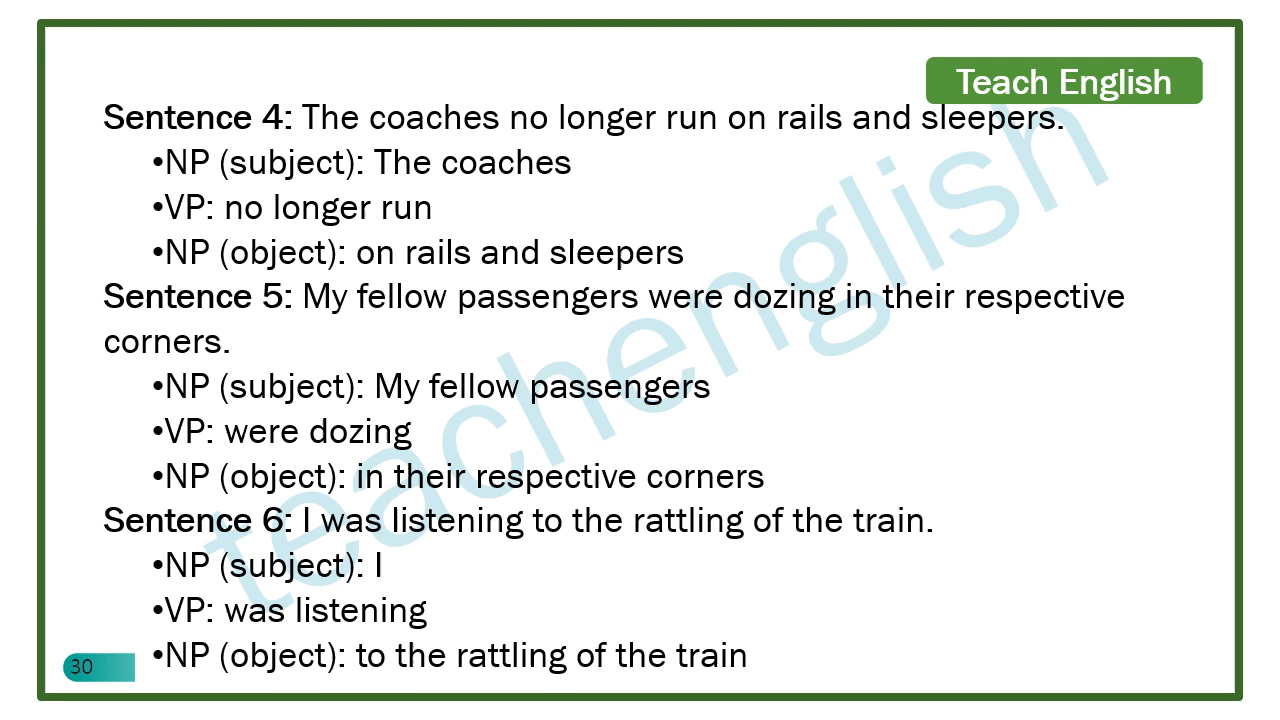 Teach English
Sentence 4: The coaches no longer run on rails and sleepers.
•NP (subject): The coaches
•VP: no longer run
•NP (object): on rails and sleepers
Sentence 5: My fellow passengers were dozing in their respective
corners.
•NP (subject): My fellow passengers
•VP: were dozing
•NP (object): in their respective corners
Sentence 6: I was listening to the rattling of the train.
•NP (subject): I
•VP: was listening
•NP (object): to the rattling of the train
30
teachenglish